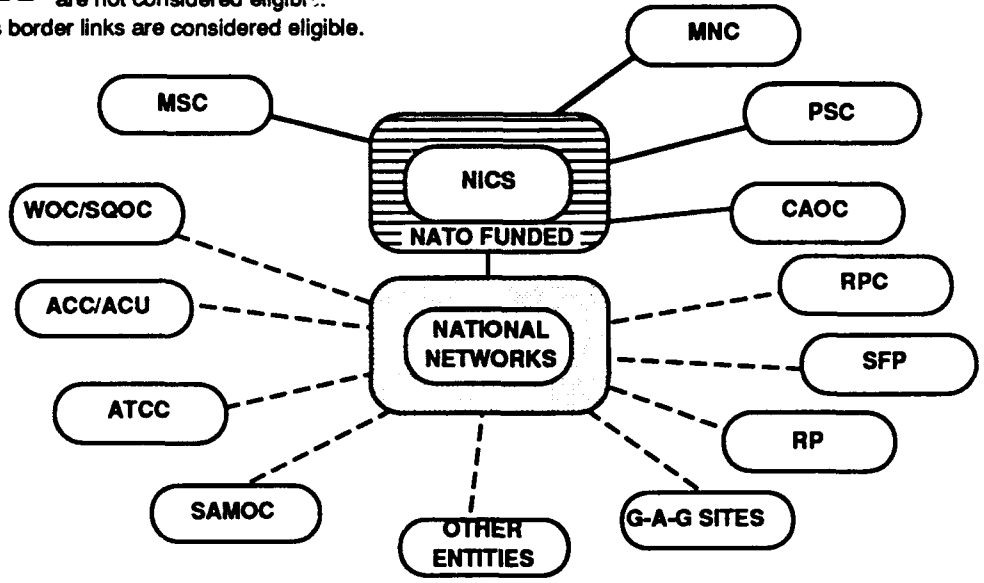 are not considered eligible.
border links are considered eligible.
MNC
MSC
PSC
NICS
WOC/SQOC
CAOC
NATO FUNDED
RPC
ACC/ACU
NATIONAL
NETWORKS
SFP
ATCC
RP
SAMOC
G-A-G SITES
OTHER
ENTITIES